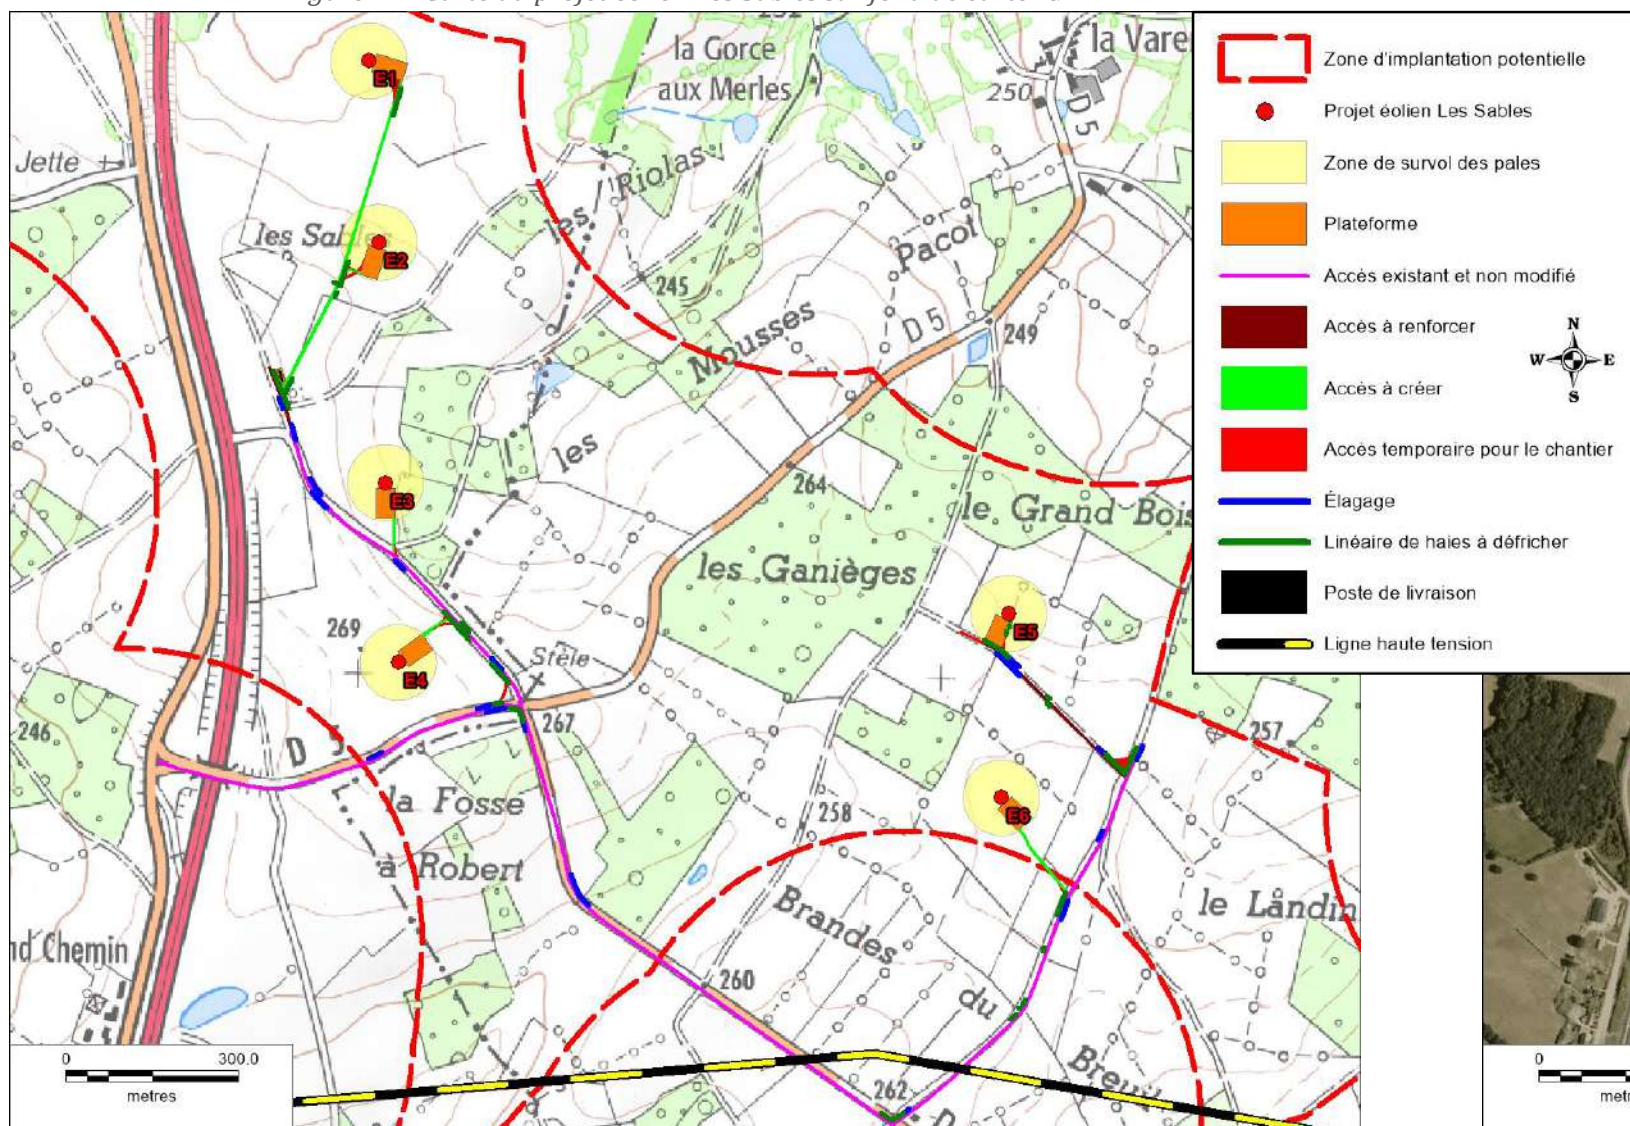 la Gorce
aux Merles
la Vare
250
D 5
Jette
E1
les Riolas
les Sables
E2
Pacot
245
Mousses
D 5
249
les
E3
264
le Grand Bois
les Ganièges
269
Stèle
E4
E5
267
246
D 5
257
la Fosse
à Robert
E6
258
Brandes
du
Breuil
le Lândin
nd Chemin
260
262
D
0 300.0
metres
Zone d'implantation potentielle
Projet éolien Les Sables
Zone de survol des pales
Plateforme
Accès existant et non modifié
Accès à renforcer
N
W E
S
Accès à créer
Accès temporaire pour le chantier
Élagage
Linéaire de haies à défricher
Poste de livraison
Ligne haute tension
0
metr